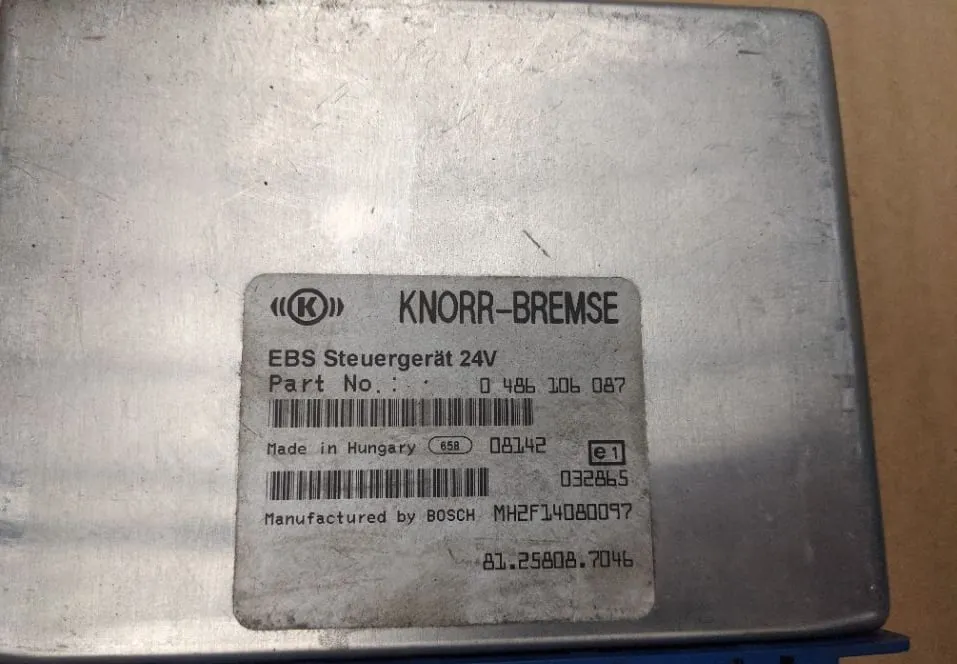 K KNORR-BREMSE
EBS Steuergerät 24V
Part No.: 0 486 106 087
Made in Hungary 658 08142 e1
032865
Manufactured by BOSCH MH2F14080097
81.25808.7046